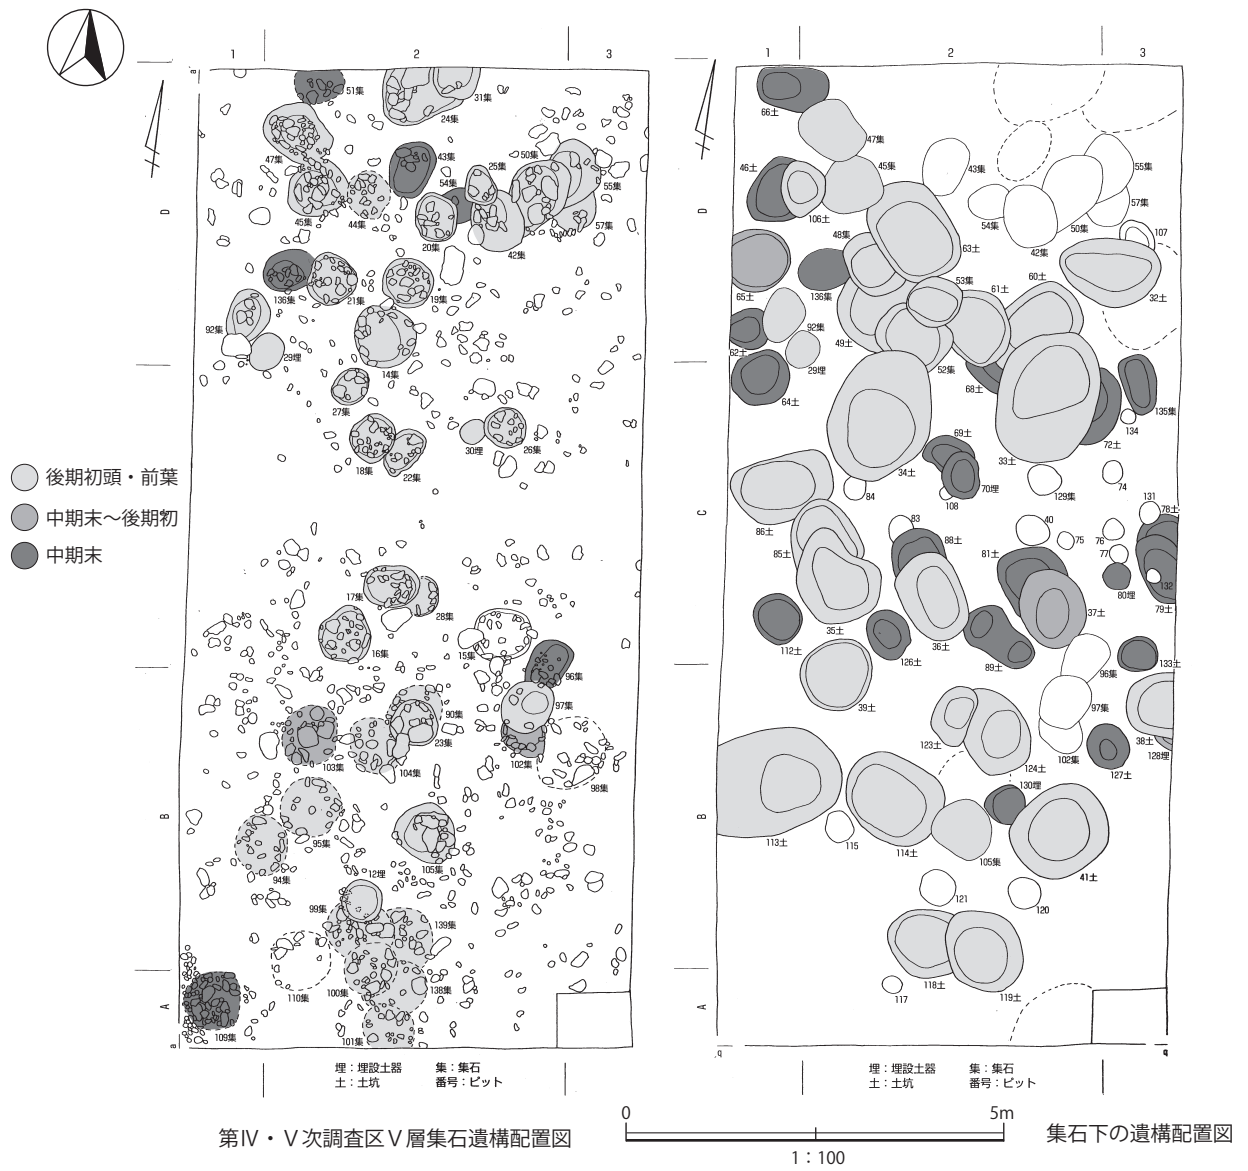 1
2
3
D
C
B
A
a
a
51集
31集
24集
47集
43集
50集
25集
54集
55集
45集
44集
20集
57集
42集
136集
21集
19集
92集
29埋
14集
27集
18集
22集
30埋
26集
17集
28集
16集
15集
96集
90集
97集
23集
103集
104集
102集
98集
95集
94集
105集
12埋
99集
139集
110集
100集
138集
109集
101集
埋：埋設土器　集：集石
土：土坑　番号：ピット
後期初頭・前葉
中期末～後期初
中期末
1
2
3
D
C
B
A
66土
47集
46土
45集
43集
55集
106土
54集
57集
48集
50集
107
63土
42集
53集
60土
65土
136集
61土
32土
92集
62土
49土
29埋
52集
64土
68土
135集
134
72土
69土
33土
34土
70埋
74
84
108
129集
131
78土
86土
83
40
76
85土
88土
81土
75
77
80埋
132
79土
37土
35土
112土
126土
36土
89土
133土
96集
39土
97集
123土
38土
124土
102集
128埋
127土
130埋
113土
115
114土
105集
41土
121
120
118土
119土
117
埋：埋設土器　集：集石
土：土坑　番号：ピット
第Ⅳ・Ⅴ次調査区Ⅴ層集石遺構配置図
0
5m
1：100
集石下の遺構配置図